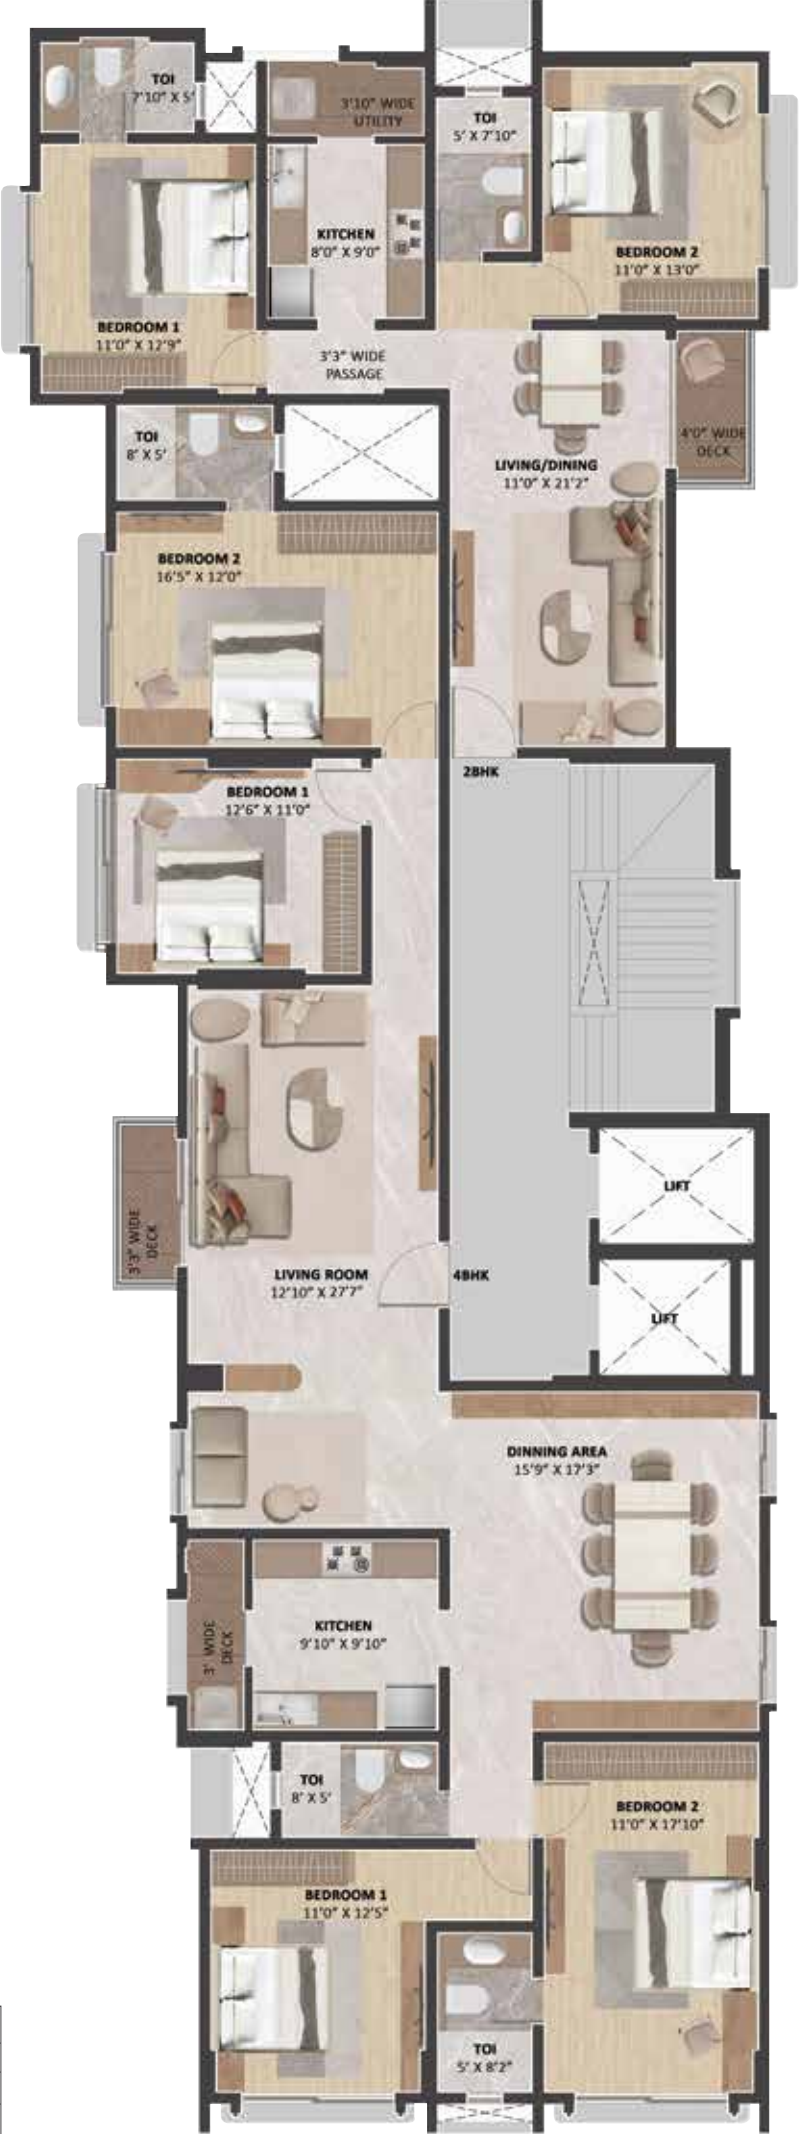 TOI
7'10" X 5'
3'10" WIDE
UTILITY
TOI
5' X 7'10"
KITCHEN
8'0" X 9'0"
BEDROOM 2
11'0" X 13'0"
BEDROOM 1
11'0" X 12'9"
3'3" WIDE
PASSAGE
TOI
8' X 5'
4'0" WIDE
DECK
LIVING/DINING
11'0" X 21'2"
BEDROOM 2
16'5" X 12'0"
2BHK
BEDROOM 1
12'6" X 11'0"
LIFT
3'3" WIDE
DECK
LIVING ROOM
12'10" X 27'7"
4BHK
LIFT
DINNING AREA
15'9" X 17'3"
KITCHEN
9'10" X 9'10"
3' WIDE
DECK
TOI
8' X 5'
BEDROOM 2
11'0" X 17'10"
BEDROOM 1
11'0" X 12'5"
TOI
5' X 8'2"